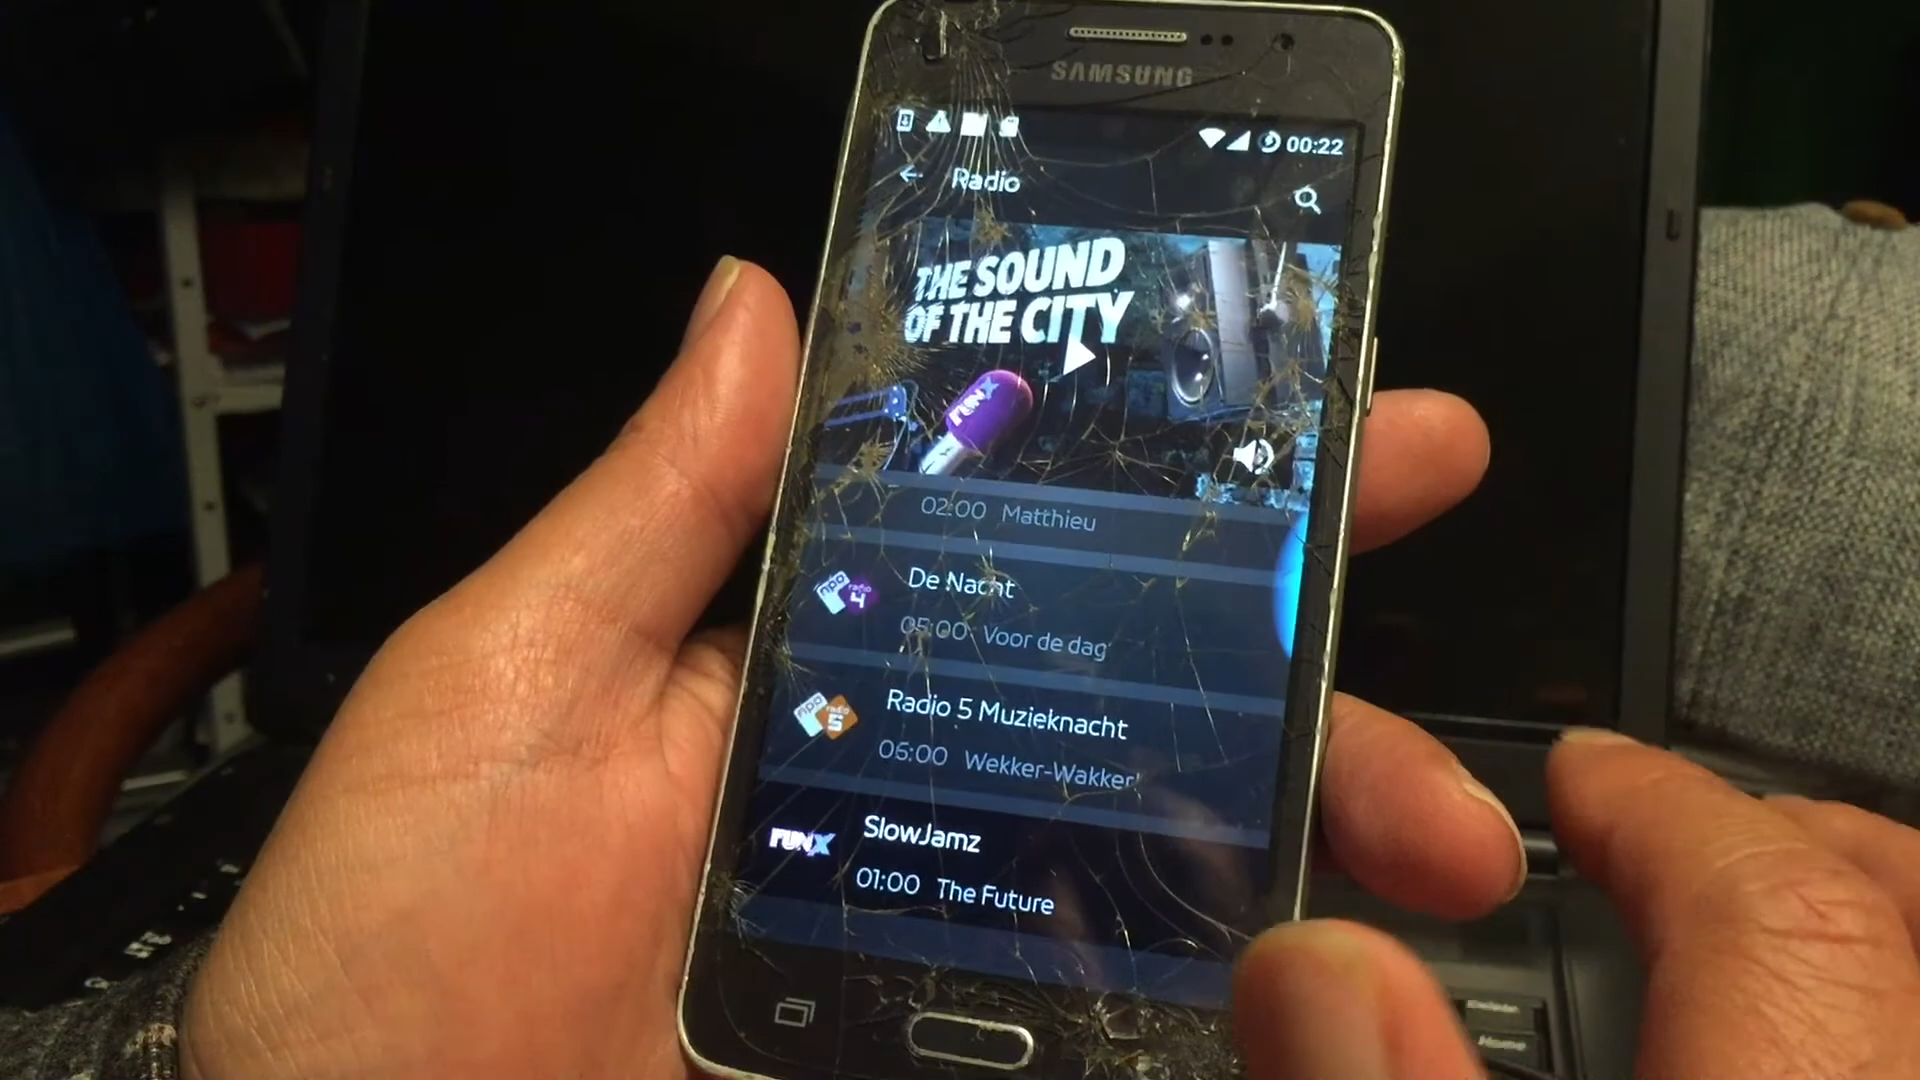 SAMSUNG
00:22
Radio
THE SOUND
OF THE CITY
FUNX
02:00 Matthieu
De Nacht
npo radio 4
05:00 Voor de dag
Radio 5 Muzieknacht
npo radio 5
06:00 Wekker-Wakker!
SlowJamz
FUNX
01:00 The Future
Home